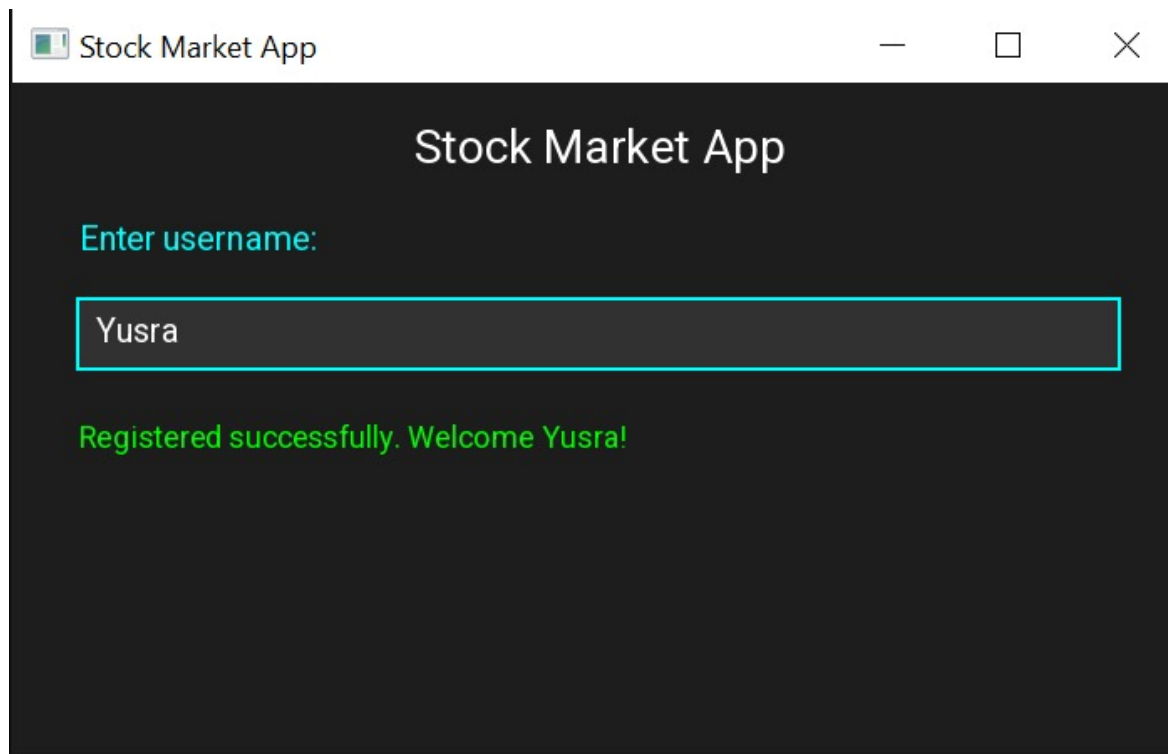 Stock Market App
Stock Market App
Enter username:
Yusra
Registered successfully. Welcome Yusra!